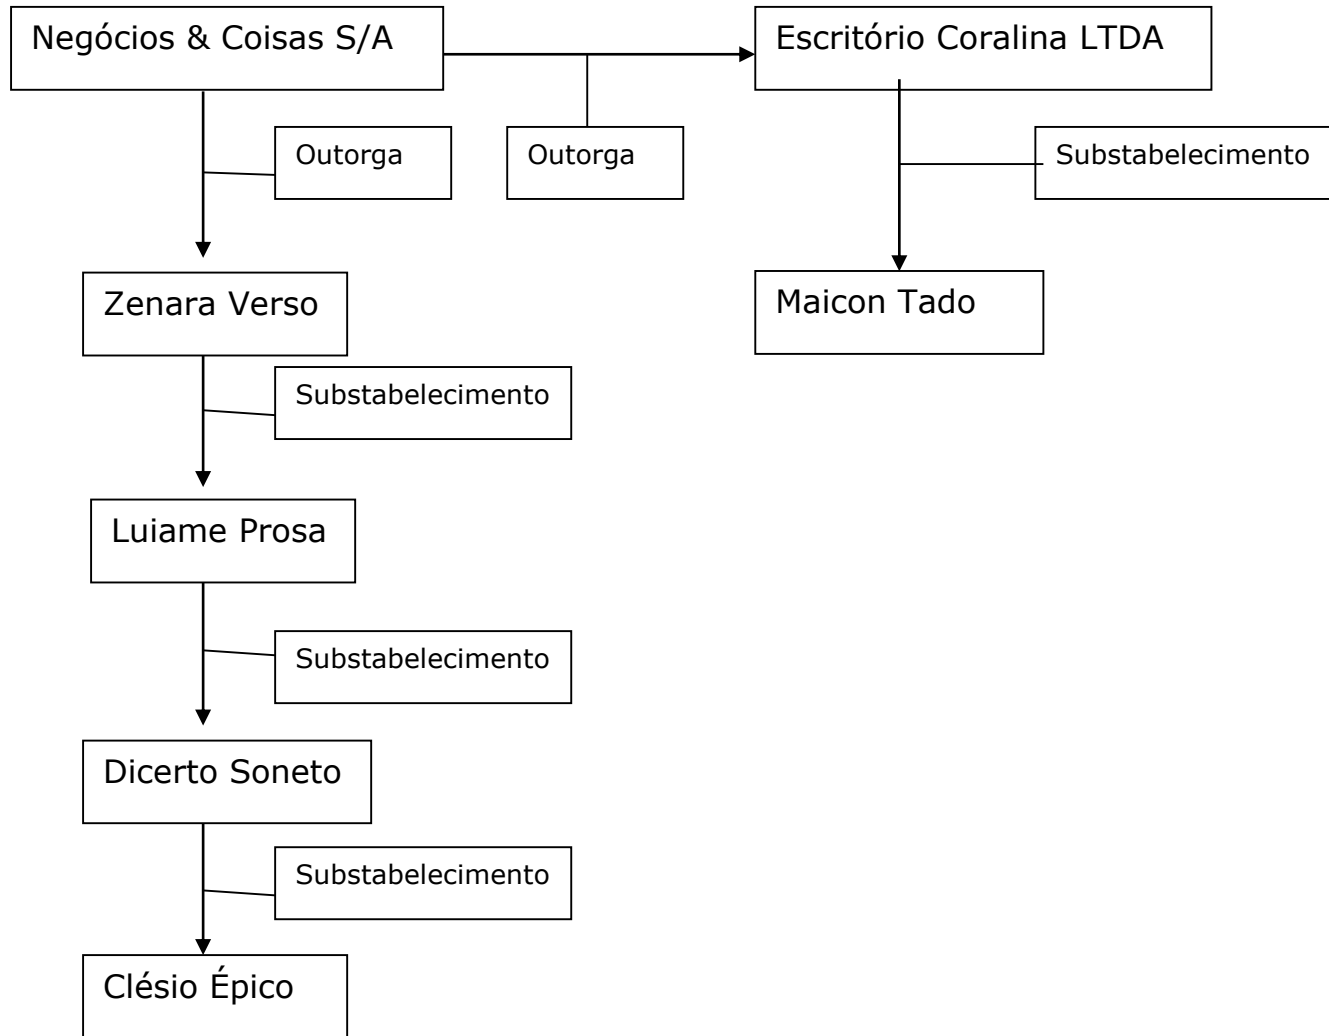 Negócios & Coisas S/A
Escritório Coralina LTDA
Outorga
Outorga
Substabelecimento
Zenara Verso
Maicon Tado
Substabelecimento
Luiame Prosa
Substabelecimento
Dicerto Soneto
Substabelecimento
Clésio Épico